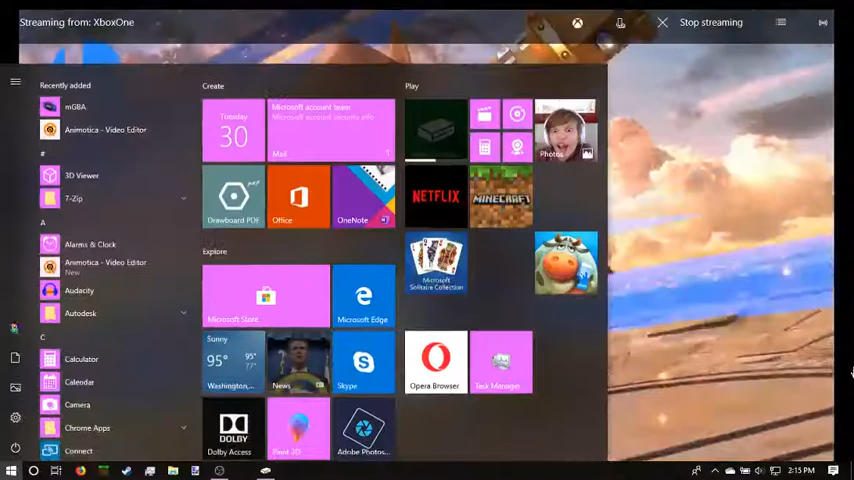 Streaming from: XboxOne
Stop streaming
Recently added
mGBA
Animotica - Video Editor
#
3D Viewer
7-Zip
A
Alarms & Clock
Animotica - Video Editor
New
Audacity
Autodesk
C
Calculator
Calendar
Camera
Chrome Apps
Connect
Create
Tuesday
30
Microsoft account team
Microsoft account security info
Mail
1
Drawboard PDF
Office
OneNote
Explore
Microsoft Store
Microsoft Edge
Sunny
95°
95°
77°
Washington,...
News
Skype
DOLBY
Dolby Access
Paint 3D
Adobe Photos...
Play
Photos
NETFLIX
MINECRAFT
Microsoft
Solitaire Collection
Opera Browser
Task Manager
2:15 PM